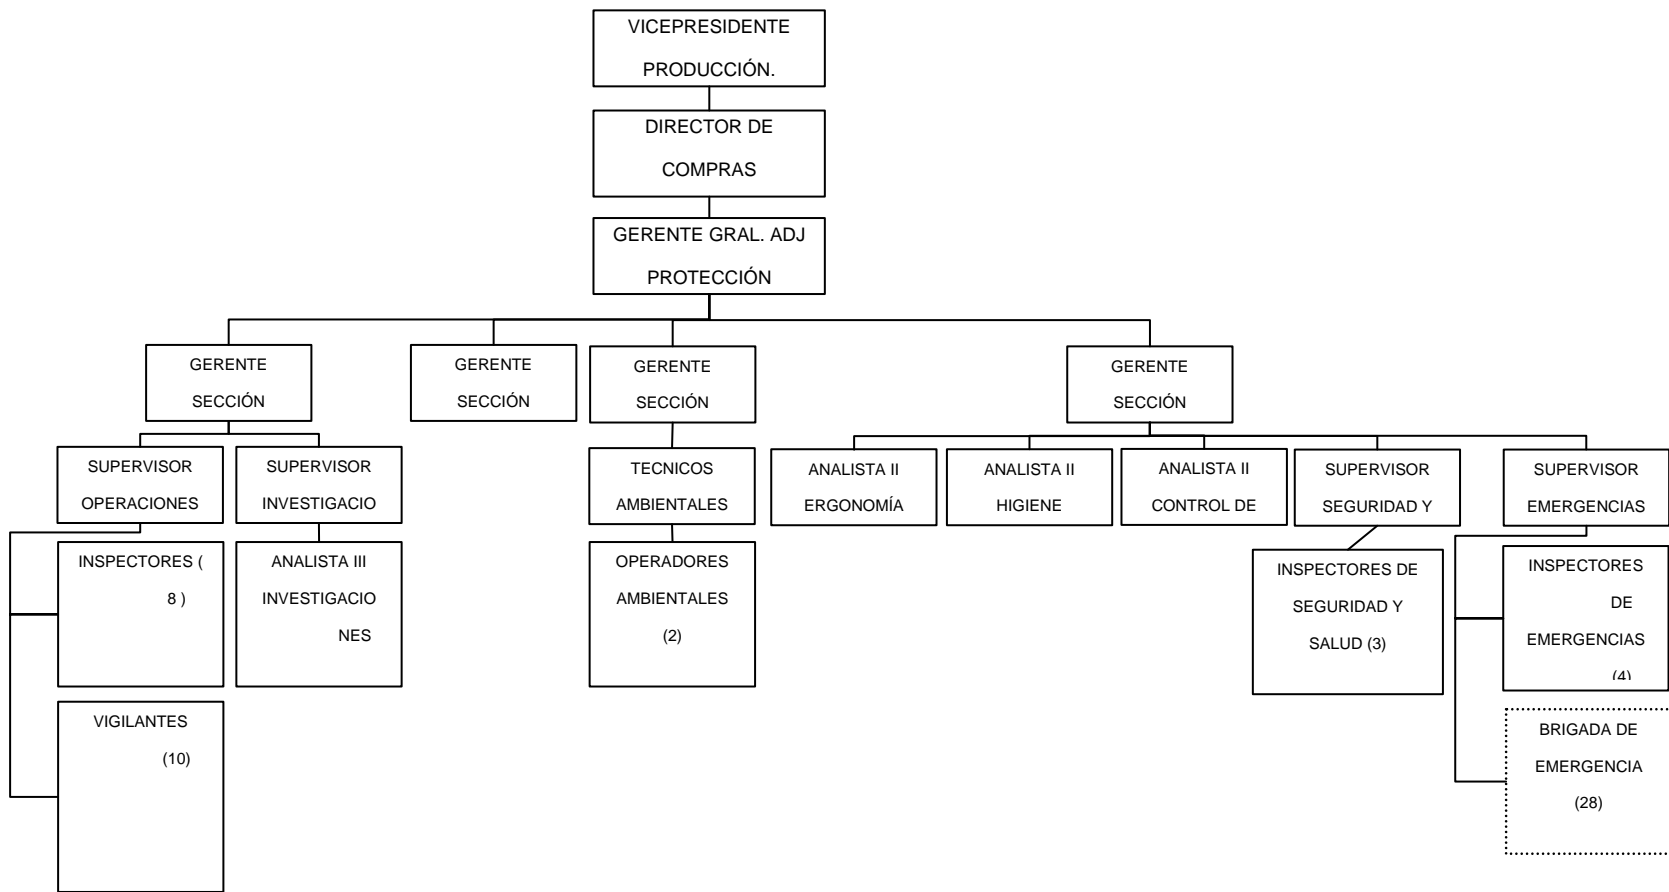 VICEPRESIDENTE
PRODUCCIÓN.
DIRECTOR DE
COMPRAS
GERENTE GRAL. ADJ
PROTECCIÓN
GERENTE
SECCIÓN
GERENTE
SECCIÓN
GERENTE
SECCIÓN
GERENTE
SECCIÓN
SUPERVISOR
OPERACIONES
SUPERVISOR
INVESTIGACIO
TECNICOS
AMBIENTALES
ANALISTA II
ERGONOMÍA
ANALISTA II
HIGIENE
ANALISTA II
CONTROL DE
SUPERVISOR
SEGURIDAD Y
SUPERVISOR
EMERGENCIAS
INSPECTORES (
8 )
ANALISTA III
INVESTIGACIO
NES
OPERADORES
AMBIENTALES
(2)
INSPECTORES DE
SEGURIDAD Y
SALUD (3)
INSPECTORES
DE
EMERGENCIAS
(4)
VIGILANTES
(10)
BRIGADA DE
EMERGENCIA
(28)